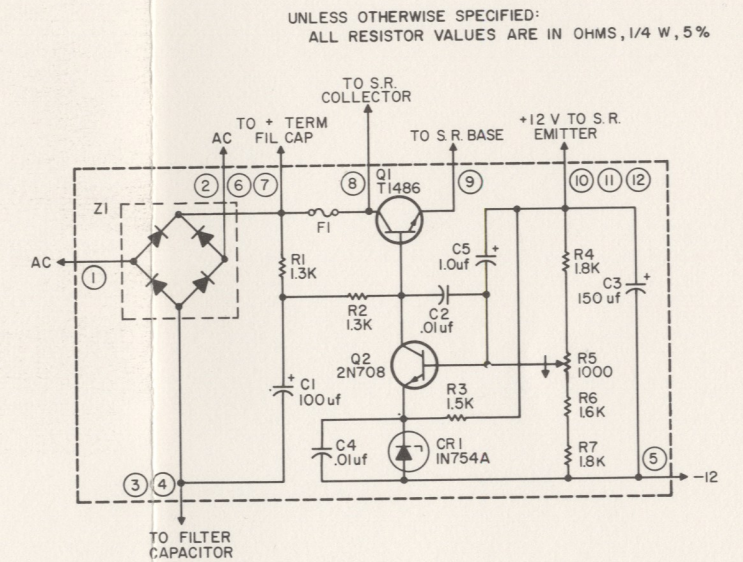 UNLESS OTHERWISE SPECIFIED:
ALL RESISTOR VALUES ARE IN OHMS, 1/4 W, 5%
TO S.R.
COLLECTOR
TO + TERM
FIL CAP
AC
TO S.R. BASE
+12 V TO S.R.
EMITTER
2
6
7
8
Q1
TI486
9
10
11
12
Z1
F1
AC
1
R1
1.3K
C5
1.0uf
+
R4
1.8K
C3
150 uf
+
R2
1.3K
C2
.01uf
Q2
2N708
R5
1000
+
C1
100uf
R3
1.5K
R6
1.6K
C4
.01uf
CR1
1N754A
R7
1.8K
5
3
4
-12
TO FILTER
CAPACITOR